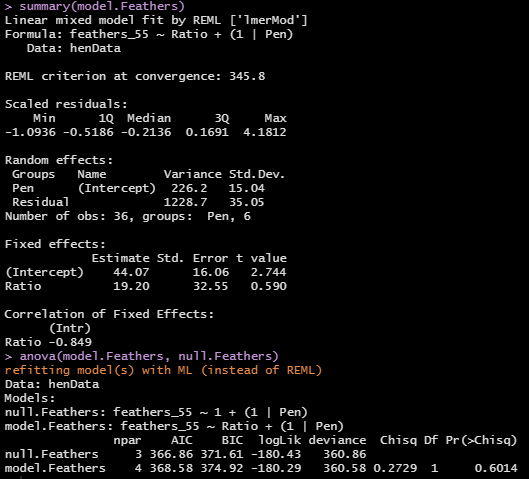 > summary(model.Feathers)
Linear mixed model fit by REML ['lmerMod']
Formula: feathers_55 ~ Ratio + (1 | Pen)
   Data: henData

REML criterion at convergence: 345.8

Scaled residuals:
    Min      1Q  Median      3Q     Max
-1.0936 -0.5186 -0.2136  0.1691  4.1812

Random effects:
 Groups   Name        Variance Std.Dev.
 Pen      (Intercept)  226.2   15.04
 Residual             1228.7   35.05
Number of obs: 36, groups:  Pen, 6

Fixed effects:
            Estimate Std. Error t value
(Intercept)    44.07      16.06   2.744
Ratio          19.20      32.55   0.590

Correlation of Fixed Effects:
      (Intr)
Ratio -0.849
> anova(model.Feathers, null.Feathers)
refitting model(s) with ML (instead of REML)
Data: henData
Models:
null.Feathers: feathers_55 ~ 1 + (1 | Pen)
model.Feathers: feathers_55 ~ Ratio + (1 | Pen)
               npar    AIC    BIC  logLik deviance  Chisq Df Pr(>Chisq)
null.Feathers     3 366.86 371.61 -180.43   360.86
model.Feathers    4 368.58 374.92 -180.29   360.58 0.2729  1     0.6014